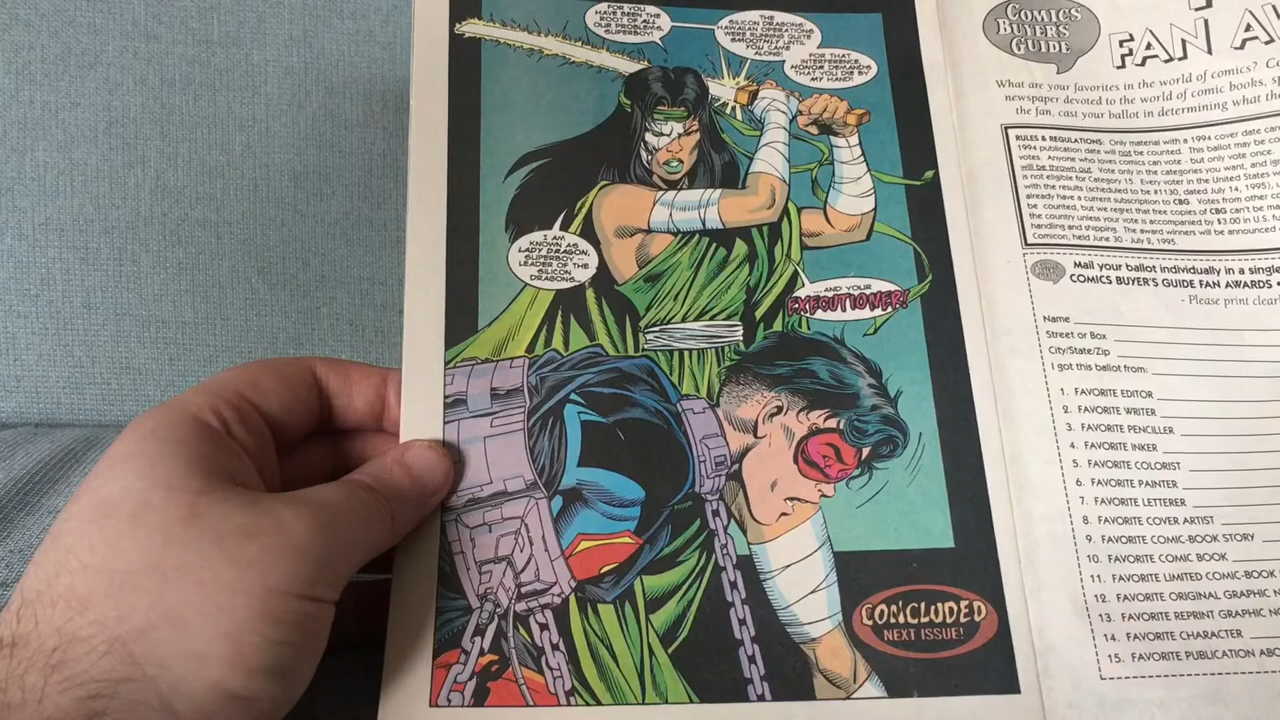 FOR YOU
HAVE BEEN THE
ROOT OF ALL
OUR PROBLEMS,
SUPERBOY!
THE
SILICON DRAGONS'
HAWAIIAN OPERATIONS
WERE RUNNING QUITE
SMOOTHLY UNTIL
YOU CAME
ALONG!
FOR THAT
INTERFERENCE,
HONOR DEMANDS
THAT YOU DIE BY
MY HAND!
I AM
KNOWN AS
LADY DRAGON,
SUPERBOY --
LEADER OF THE
SILICON
DRAGONS...
...AND YOUR
EXECUTIONER!
CONCLUDED
NEXT ISSUE!
COMICS
BUYER'S
GUIDE
FAN
What are your favorites in the world of comics?
newspaper devoted to the world of comic books,
the fan, cast your ballot in determining what the
RULES & REGULATIONS: Only material with a 1994 cover date
1994 publication date will not be counted. This ballot may be
votes. Anyone who loves comics can vote - but only vote once.
will be thrown out. Vote only in the categories you want, and
is not eligible for Category 15. Every voter in the United States
with the results (scheduled to be #1130, dated July 14, 1995),
already have a current subscription to CBG. Votes from other
be counted, but we regret that free copies of CBG can't be
the country unless your vote is accompanied by $3.00 in U.S.
handling and shipping. The award winners will be announced
Comicon, held June 30 - July 2, 1995.
Mail your ballot individually in a single
COMICS BUYER'S GUIDE FAN AWARDS
- Please print
Name
Street or Box
City/State/Zip
I got this ballot from:
1. FAVORITE EDITOR
2. FAVORITE WRITER
3. FAVORITE PENCILLER
4. FAVORITE INKER
5. FAVORITE COLORIST
6. FAVORITE PAINTER
7. FAVORITE LETTERER
8. FAVORITE COVER ARTIST
9. FAVORITE COMIC-BOOK STORY
10. FAVORITE COMIC BOOK
11. FAVORITE LIMITED COMIC-BOOK
12. FAVORITE ORIGINAL GRAPHIC
13. FAVORITE REPRINT GRAPHIC
14. FAVORITE CHARACTER
15. FAVORITE PUBLICATION